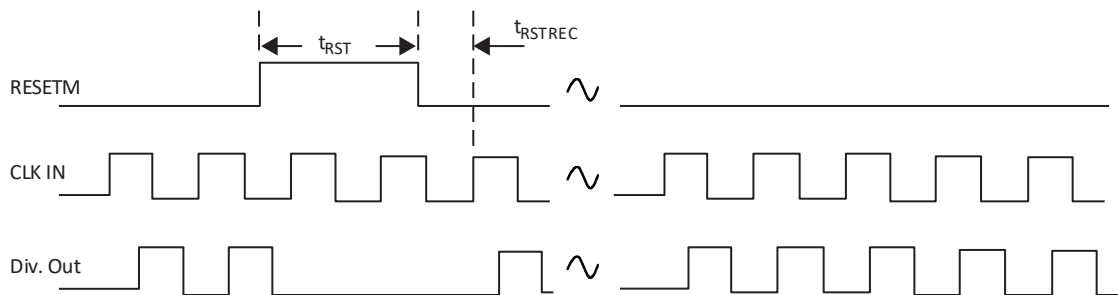 tRST
tRSTREC
RESETM
CLK IN
Div. Out